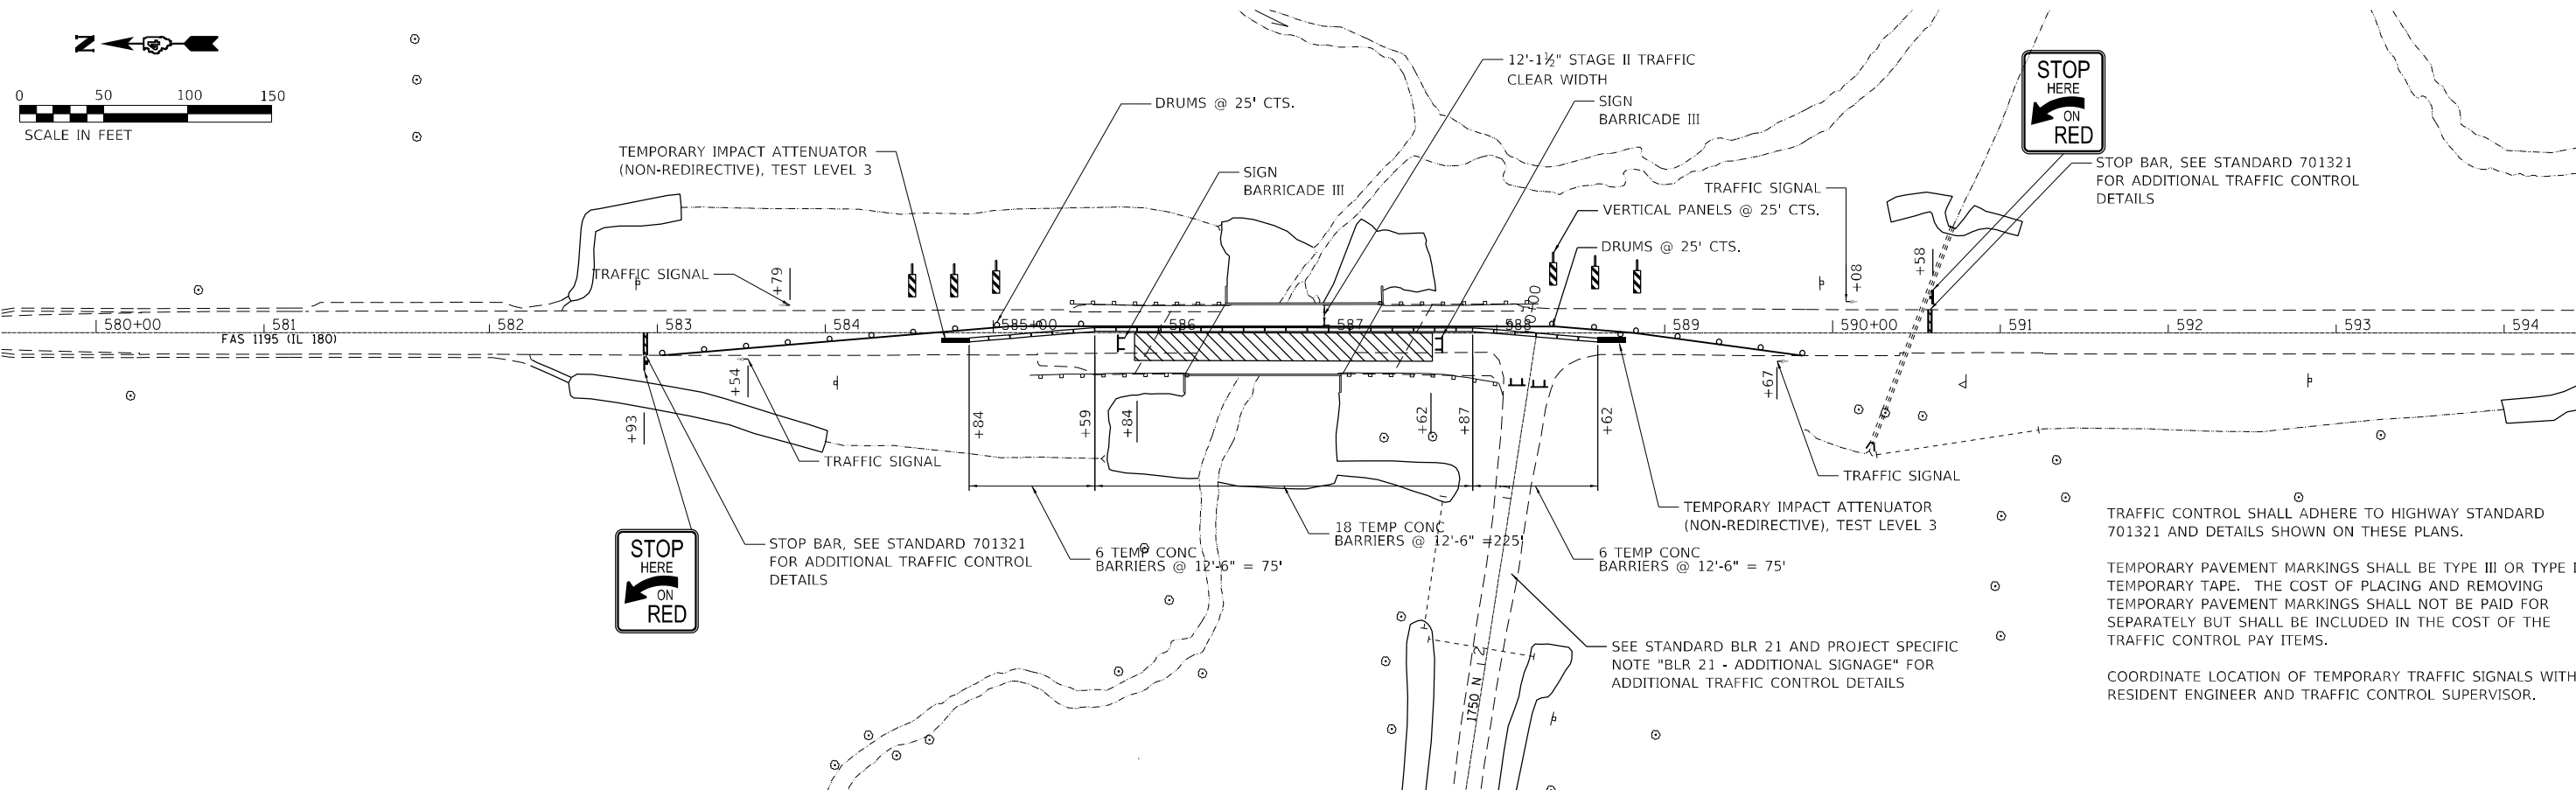 N
0 50 100 150
SCALE IN FEET
12'-1½" STAGE II TRAFFIC
CLEAR WIDTH
DRUMS @ 25' CTS.
SIGN
BARRICADE III
TEMPORARY IMPACT ATTENUATOR
(NON-REDIRECTIVE), TEST LEVEL 3
SIGN
BARRICADE III
STOP
HERE
ON
RED
STOP BAR, SEE STANDARD 701321
FOR ADDITIONAL TRAFFIC CONTROL
DETAILS
TRAFFIC SIGNAL
VERTICAL PANELS @ 25' CTS.
DRUMS @ 25' CTS.
TRAFFIC SIGNAL
+79
+08
+58
580+00 581 582 583 584 585+00 586 587 588 589 590+00 591 592 593 594
0+00
FAS 1195 (IL 180)
+93
+54
+84
+59
+84
+62
+87
+62
+67
TRAFFIC SIGNAL
TRAFFIC SIGNAL
STOP
HERE
ON
RED
STOP BAR, SEE STANDARD 701321
FOR ADDITIONAL TRAFFIC CONTROL
DETAILS
6 TEMP CONC
BARRIERS @ 12'-6" = 75'
18 TEMP CONC
BARRIERS @ 12'-6" =225'
6 TEMP CONC
BARRIERS @ 12'-6" = 75'
TEMPORARY IMPACT ATTENUATOR
(NON-REDIRECTIVE), TEST LEVEL 3
SEE STANDARD BLR 21 AND PROJECT SPECIFIC
NOTE "BLR 21 - ADDITIONAL SIGNAGE" FOR
ADDITIONAL TRAFFIC CONTROL DETAILS
1750 N
1
2
TRAFFIC CONTROL SHALL ADHERE TO HIGHWAY STANDARD
701321 AND DETAILS SHOWN ON THESE PLANS.
TEMPORARY PAVEMENT MARKINGS SHALL BE TYPE III OR TYPE
TEMPORARY TAPE. THE COST OF PLACING AND REMOVING
TEMPORARY PAVEMENT MARKINGS SHALL NOT BE PAID FOR
SEPARATELY BUT SHALL BE INCLUDED IN THE COST OF THE
TRAFFIC CONTROL PAY ITEMS.
COORDINATE LOCATION OF TEMPORARY TRAFFIC SIGNALS WITH
RESIDENT ENGINEER AND TRAFFIC CONTROL SUPERVISOR.